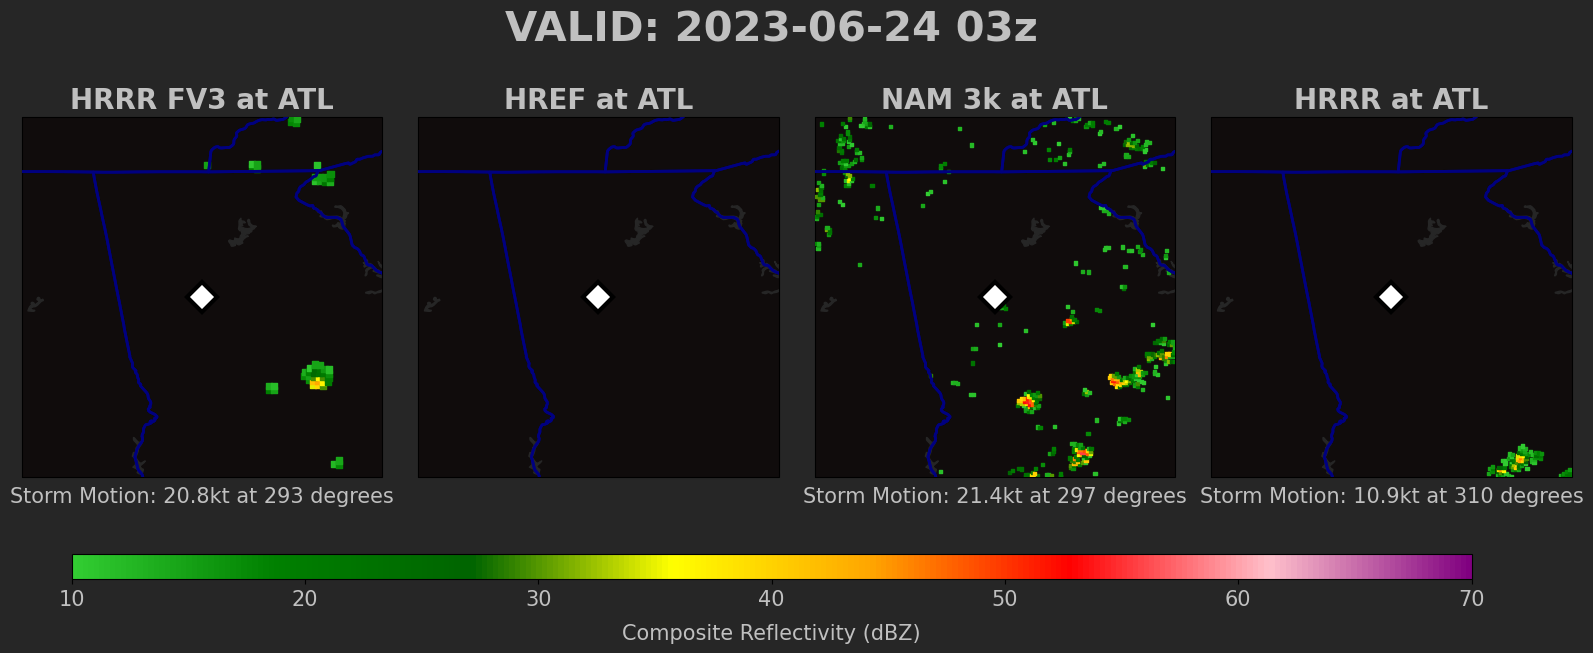 VALID: 2023-06-24 03z
HRRR FV3 at ATL
HREF at ATL
NAM 3k at ATL
HRRR at ATL
Storm Motion: 20.8kt at 293 degrees
Storm Motion: 21.4kt at 297 degrees
Storm Motion: 10.9kt at 310 degrees
10 20 30 40 50 60 70
Composite Reflectivity (dBZ)